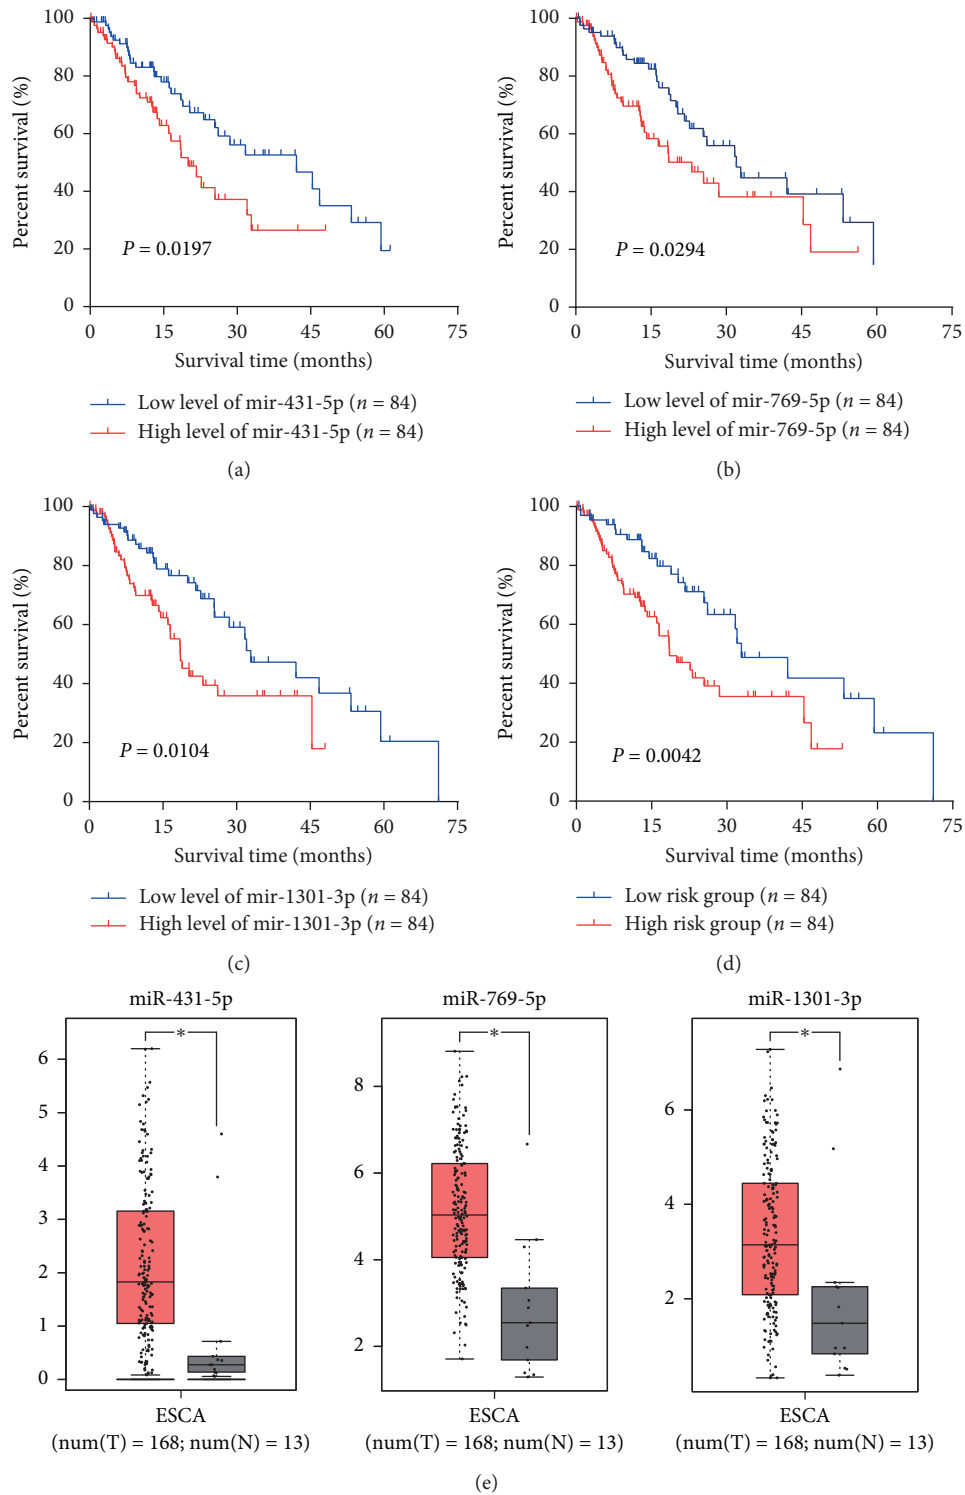 100
80
60
40
20
0
Percent survival (%)
P = 0.0197
0 15 30 45 60 75
Survival time (months)
Low level of mir-431-5p (n = 84)
High level of mir-431-5p (n = 84)
(a)
100
80
60
40
20
0
Percent survival (%)
P = 0.0294
0 15 30 45 60 75
Survival time (months)
Low level of mir-769-5p (n = 84)
High level of mir-769-5p (n = 84)
(b)
100
80
60
40
20
0
Percent survival (%)
P = 0.0104
0 15 30 45 60 75
Survival time (months)
Low level of mir-1301-3p (n = 84)
High level of mir-1301-3p (n = 84)
(c)
100
80
60
40
20
0
Percent survival (%)
P = 0.0042
0 15 30 45 60 75
Survival time (months)
Low risk group (n = 84)
High risk group (n = 84)
(d)
miR-431-5p
*
6
5
4
3
2
1
0
ESCA
(num(T) = 168; num(N) = 13)
miR-769-5p
*
8
6
4
2
ESCA
(num(T) = 168; num(N) = 13)
miR-1301-3p
*
6
4
2
ESCA
(num(T) = 168; num(N) = 13)
(e)